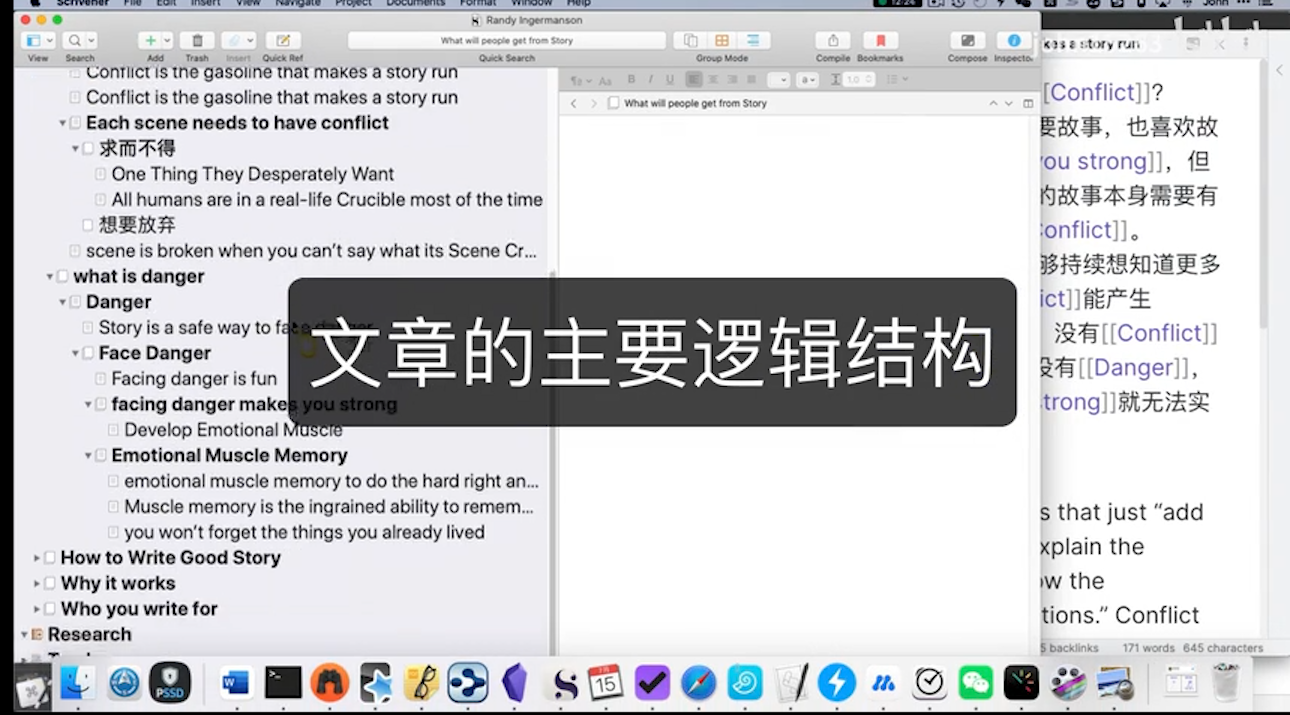 Scrivener File Edit Insert View Navigate Project Documents Format Window Help
Randy Ingermanson
What will people get from Story
View Search Add Trash Insert Quick Ref Quick Search Group Mode Compile Bookmarks Compose Inspector
kes a story run
Conflict is the gasoline that makes a story run
Conflict is the gasoline that makes a story run
Each scene needs to have conflict
求而不得
One Thing They Desperately Want
All humans are in a real-life Crucible most of the time
想要放弃
scene is broken when you can't say what its Scene Cr...
what is danger
Danger
Story is a safe way to face danger
Face Danger
Facing danger is fun
facing danger makes you strong
Develop Emotional Muscle
Emotional Muscle Memory
emotional muscle memory to do the hard right an...
Muscle memory is the ingrained ability to remem...
you won't forget the things you already lived
How to Write Good Story
Why it works
Who you write for
Research
What will people get from Story
1.0
文章的主要逻辑结构
[[Conflict]]?
要故事，也喜欢故
you strong]]，但
的故事本身需要有
Conflict]]。
够持续想知道更多
ict]]能产生
没有[[Conflict]]
没有[[Danger]]，
strong]]就无法实
s that just “add
xplain the
ow the
tions.” Conflict
5 backlinks 171 words 645 characters
PSSD
W
15